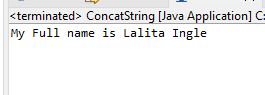 <terminated> ConcatString [Java Application] C:
My Full name is Lalita Ingle